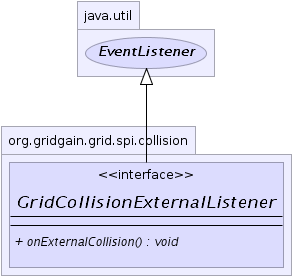 java.util
EventListener
org.gridgain.grid.spi.collision
<<interface>>
GridCollisionExternalListener
+ onExternalCollision() : void